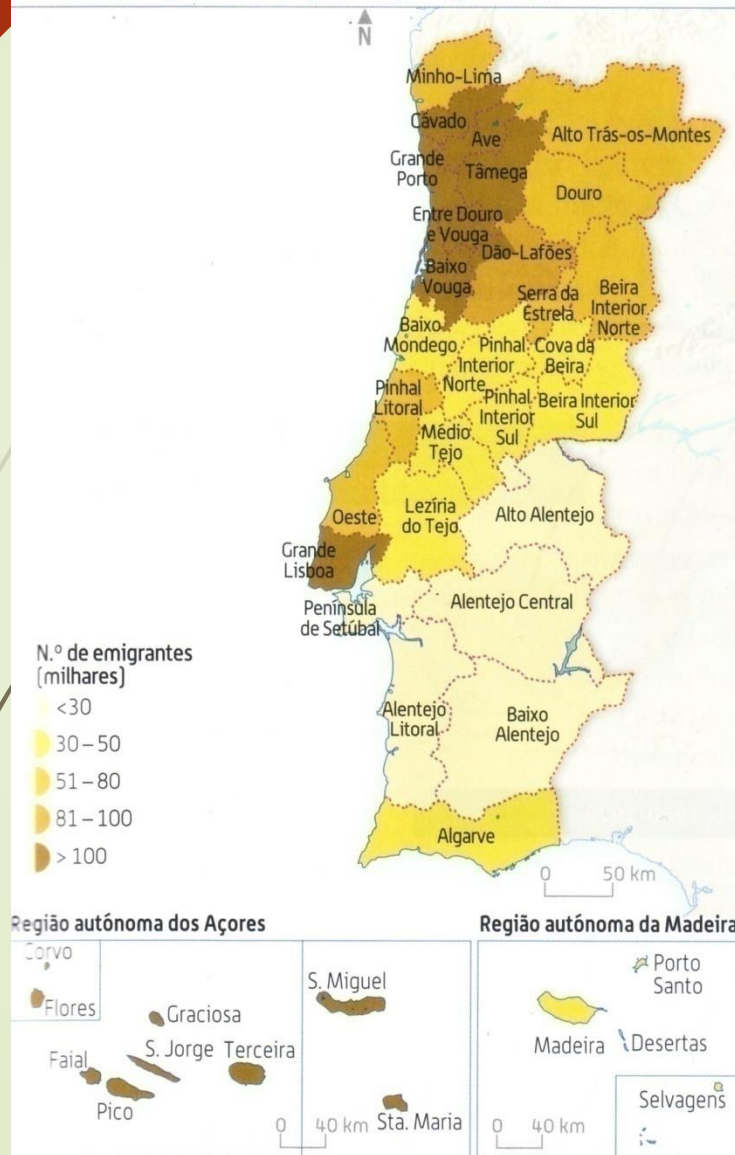 N
Minho-Lima
Cávado
Ave
Alto Trás-os-Montes
Grande
Porto
Tâmega
Douro
Entre Douro
e Vouga
Dão-Lafões
Baixo
Vouga
Serra da
Estrela
Beira
Interior
Norte
Baixo
Mondego
Pinhal
Interior
Norte
Cova da
Beira
Pinhal
Litoral
Pinhal
Interior
Sul
Beira Interior
Sul
Médio
Tejo
Oeste
Lezíria
do Tejo
Alto Alentejo
Grande
Lisboa
Península
de Setúbal
Alentejo Central
N.º de emigrantes
(milhares)
<30
30–50
51–80
81–100
> 100
Alentejo
Litoral
Baixo
Alentejo
Algarve
0 50 km
Região autónoma dos Açores
Corvo
Flores
Graciosa
Faial
S. Jorge
Terceira
Pico
S. Miguel
Sta. Maria
0 40 km
Região autónoma da Madeira
Porto
Santo
Madeira
Desertas
Selvagens
0 40 km